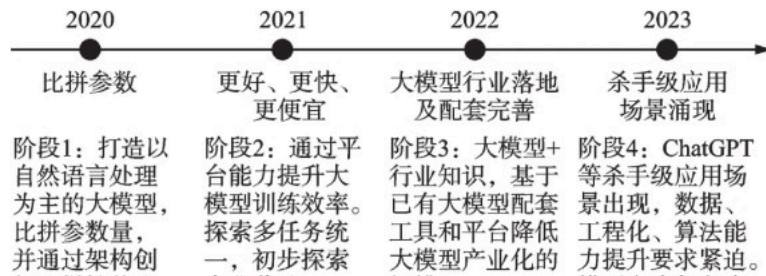 2020
2021
2022
2023
比拼参数
更好、更快、
更便宜
大模型行业落地
及配套完善
杀手级应用
场景涌现
阶段1：打造以
自然语言处理
为主的大模型，
比拼参数量，
并通过架构创
阶段2：通过平
台能力提升大
模型训练效率。
探索多任务统
一，初步探索
阶段3：大模型+
行业知识，基于
已有大模型配套
工具和平台降低
大模型产业化的
阶段4：ChatGPT
等杀手级应用场
景出现，数据、
工程化、算法能
力提升要求紧迫。